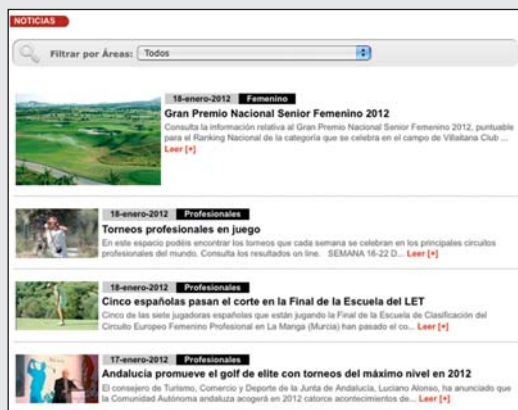 NOTICIAS
Filtrar por Áreas: Todos
18-enero-2012 Femenino
Gran Premio Nacional Senior Femenino 2012
Consulta la información relativa al Gran Premio Nacional Senior Femenino 2012, puntuable
para el Ranking Nacional de la categoría que se celebra en el campo de Villaitana Club ...
Leer [+]
18-enero-2012 Profesionales
Torneos profesionales en juego
En este espacio podéis encontrar los torneos que cada semana se celebran en los principales circuitos
profesionales del mundo. Consulta los resultados on line. SEMANA 16-22 D... Leer [+]
18-enero-2012 Profesionales
Cinco españolas pasan el corte en la Final de la Escuela del LET
Cinco de las siete jugadoras españolas que están jugando la Final de la Escuela de Clasificación del
Circuito Europeo Femenino Profesional en La Manga (Murcia) han pasado el co... Leer [+]
17-enero-2012 Profesionales
Andalucía promueve el golf de elite con torneos del máximo nivel en 2012
El consejero de Turismo, Comercio y Deporte de la Junta de Andalucía, Luciano Alonso, ha anunciado que
la Comunidad Autónoma andaluza acogerá en 2012 catorce acontecimientos de... Leer [+]